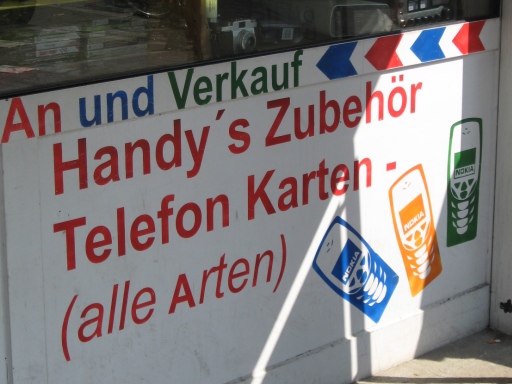 An und Verkauf
Handy´s Zubehör
Telefon Karten -
(alle Arten)
NOKIA
NOKIA
NOKIA